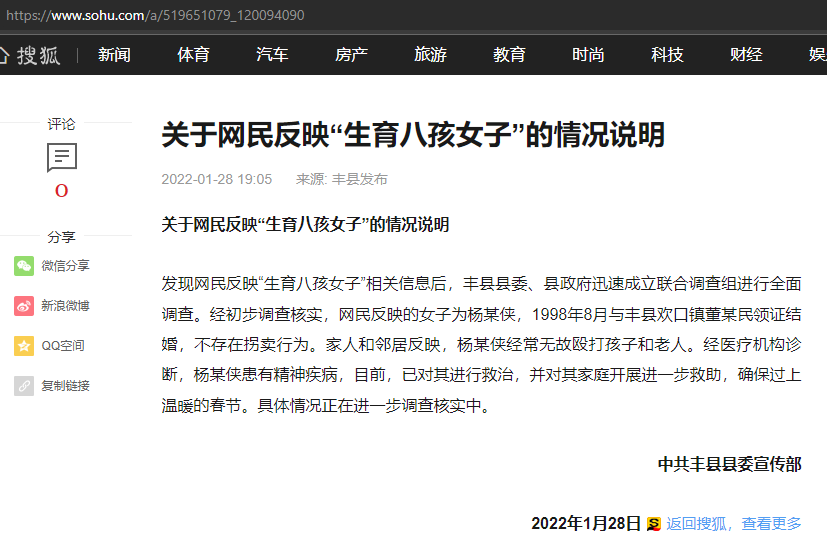 https://www.sohu.com/a/519651079_120094090
搜狐 新闻 体育 汽车 房产 旅游 教育 时尚 科技 财经
评论
0
分享
微信分享
新浪微博
QQ空间
复制链接
关于网民反映“生育八孩女子”的情况说明
2022-01-28 19:05 来源: 丰县发布
关于网民反映“生育八孩女子”的情况说明
发现网民反映“生育八孩女子”相关信息后，丰县县委、县政府迅速成立联合调查组进行全面
调查。经初步调查核实，网民反映的女子为杨某侠，1998年8月与丰县欢口镇董某民领证结
婚，不存在拐卖行为。家人和邻居反映，杨某侠经常无故殴打孩子和老人。经医疗机构诊
断，杨某侠患有精神疾病，目前，已对其进行救治，并对其家庭开展进一步救助，确保过上
温暖的春节。具体情况正在进一步调查核实中。
中共丰县县委宣传部
2022年1月28日 返回搜狐，查看更多